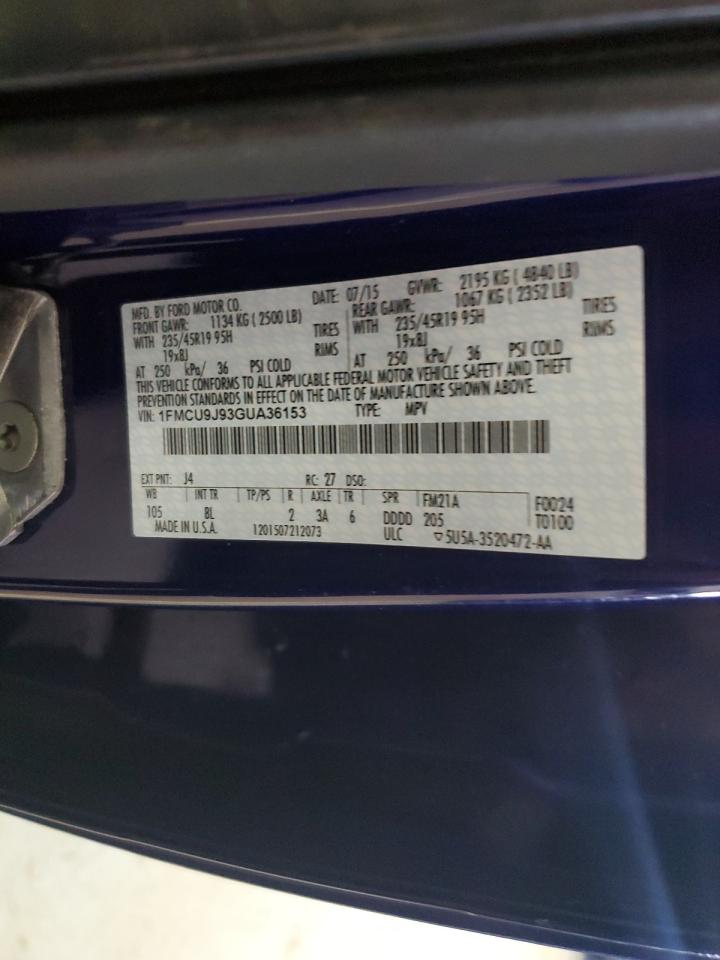 MFD. BY FORD MOTOR CO. DATE: 07/15 GVWR: 2195 KG ( 4840 LB)
FRONT GAWR: 1134 KG ( 2500 LB) REAR GAWR: 1067 KG ( 2352 LB)
WITH 235/45R19 95H TIRES WITH 235/45R19 95H TIRES
19x8J RIMS 19x8J RIMS
AT 250 kPa/ 36 PSI COLD AT 250 kPa/ 36 PSI COLD
THIS VEHICLE CONFORMS TO ALL APPLICABLE FEDERAL MOTOR VEHICLE SAFETY AND THEFT
PREVENTION STANDARDS IN EFFECT ON THE DATE OF MANUFACTURE SHOWN ABOVE.
VIN: 1FMCU9J93GUA36153 TYPE: MPV
EXT PNT: J4 RC: 27 DSO:
WB INT TR TP/PS R AXLE TR SPR FM21A F0024
105 BL 2 3A 6 DDDD 205 T0100
MADE IN U.S.A. 1201507212073 ULC ▽5U5A-3520472-AA